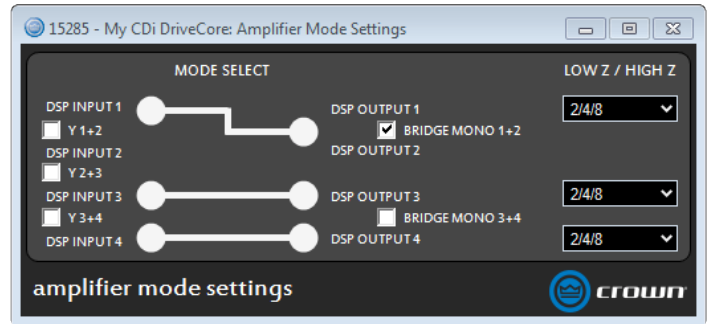 15285 - My CDi DriveCore: Amplifier Mode Settings
MODE SELECT LOW Z / HIGH Z
DSP INPUT 1 DSP OUTPUT 1 2/4/8
Y 1+2 BRIDGE MONO 1+2
DSP INPUT 2 DSP OUTPUT 2
Y 2+3
DSP INPUT 3 DSP OUTPUT 3 2/4/8
Y 3+4 BRIDGE MONO 3+4
DSP INPUT 4 DSP OUTPUT 4 2/4/8
amplifier mode settings crown